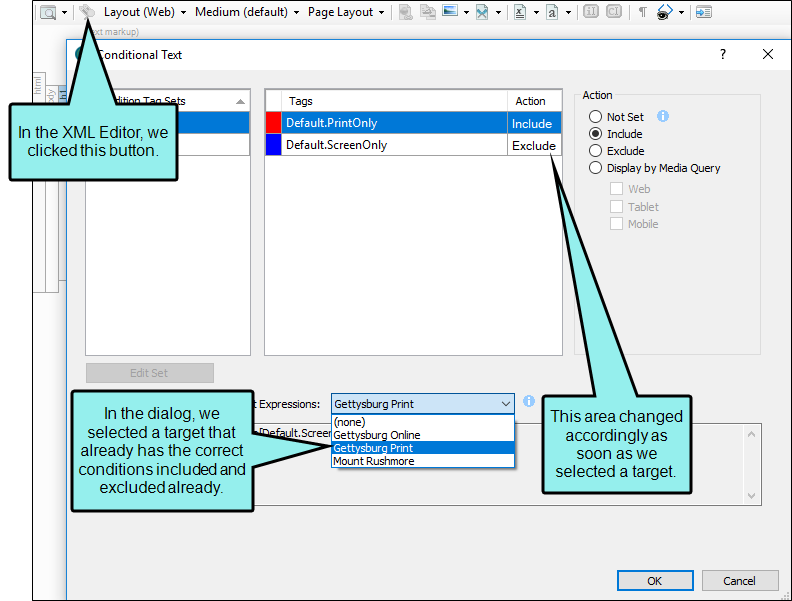 Layout (Web)
Medium (default)
Page Layout
ext markup)
Conditional Text
?
html
h1
ndition Tag Sets
Tags
Action
Default.PrintOnly
Include
Default.ScreenOnly
Exclude
Action
Not Set
Include
Exclude
Display by Media Query
Web
Tablet
Mobile
In the XML Editor, we
clicked this button.
Edit Set
t Expressions:
Gettysburg Print
(none)
Gettysburg Online
Gettysburg Print
Mount Rushmore
[Default.Screen
In the dialog, we
selected a target that
already has the correct
conditions included and
excluded already.
This area changed
accordingly as
soon as we
selected a target.
OK
Cancel